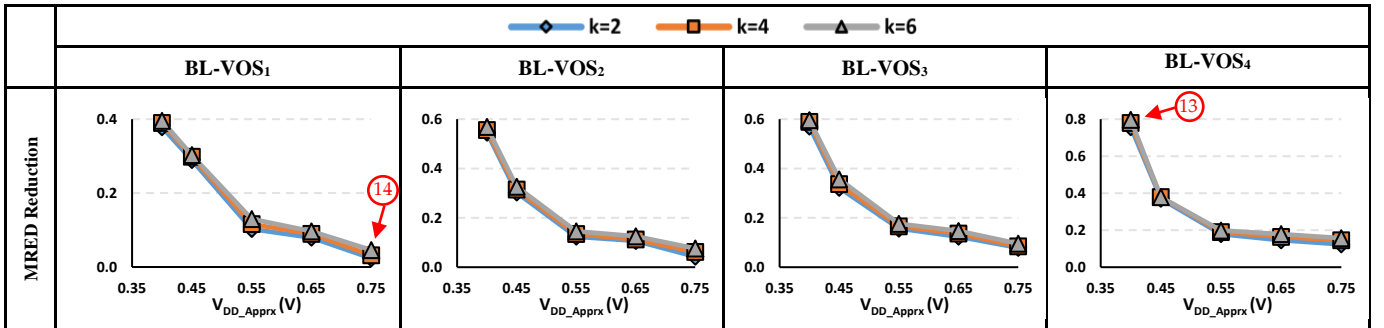 k=2 k=4 k=6
BL-VOS1 BL-VOS2 BL-VOS3 BL-VOS4
MRED Reduction
0.4 0.6 0.6 0.8
13
0.6
0.4 0.4
0.2 14 0.4
0.2 0.2 0.2
0.0 0.0 0.0 0.0
0.35 0.45 0.55 0.65 0.75 0.35 0.45 0.55 0.65 0.75 0.35 0.45 0.55 0.65 0.75 0.35 0.45 0.55 0.65 0.75
VDD_Apprx (V) VDD_Apprx (V) VDD_Apprx (V) VDD_Apprx (V)